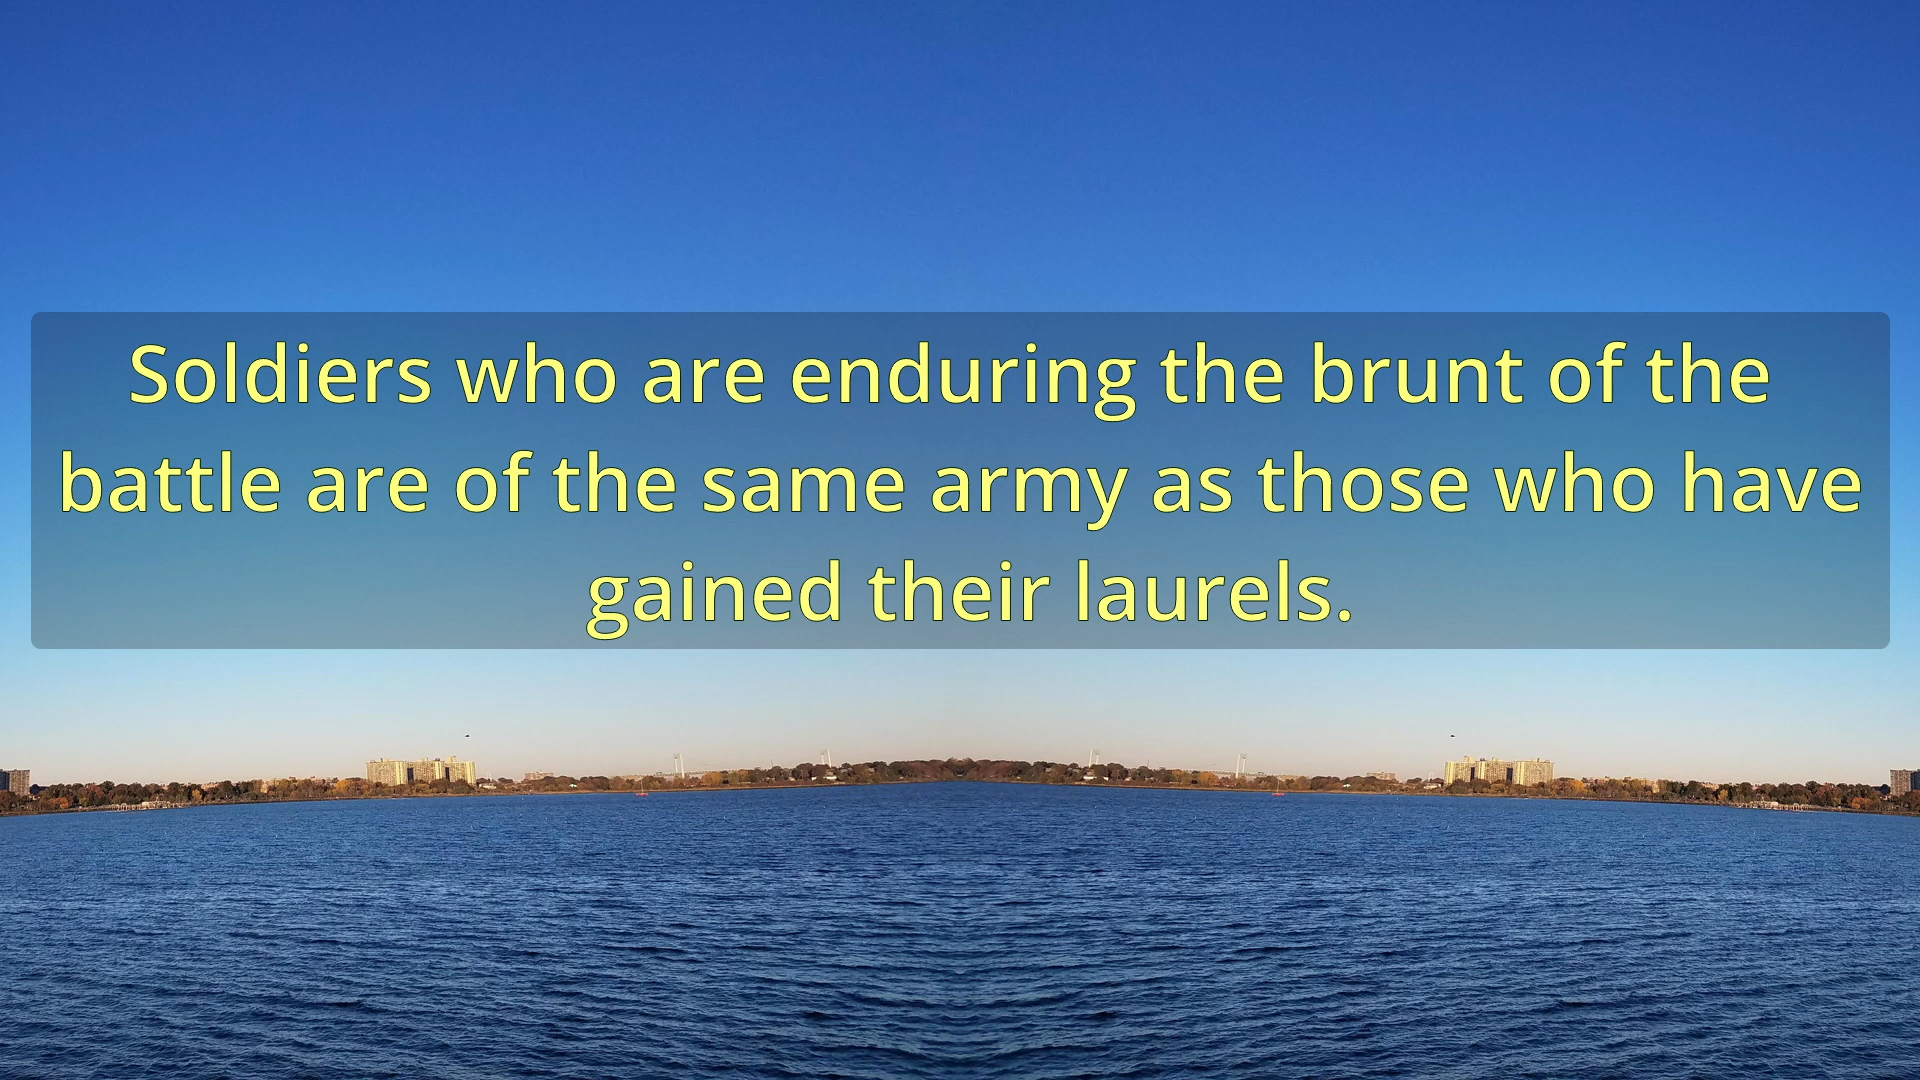 Soldiers who are enduring the brunt of the
battle are of the same army as those who have
gained their laurels.